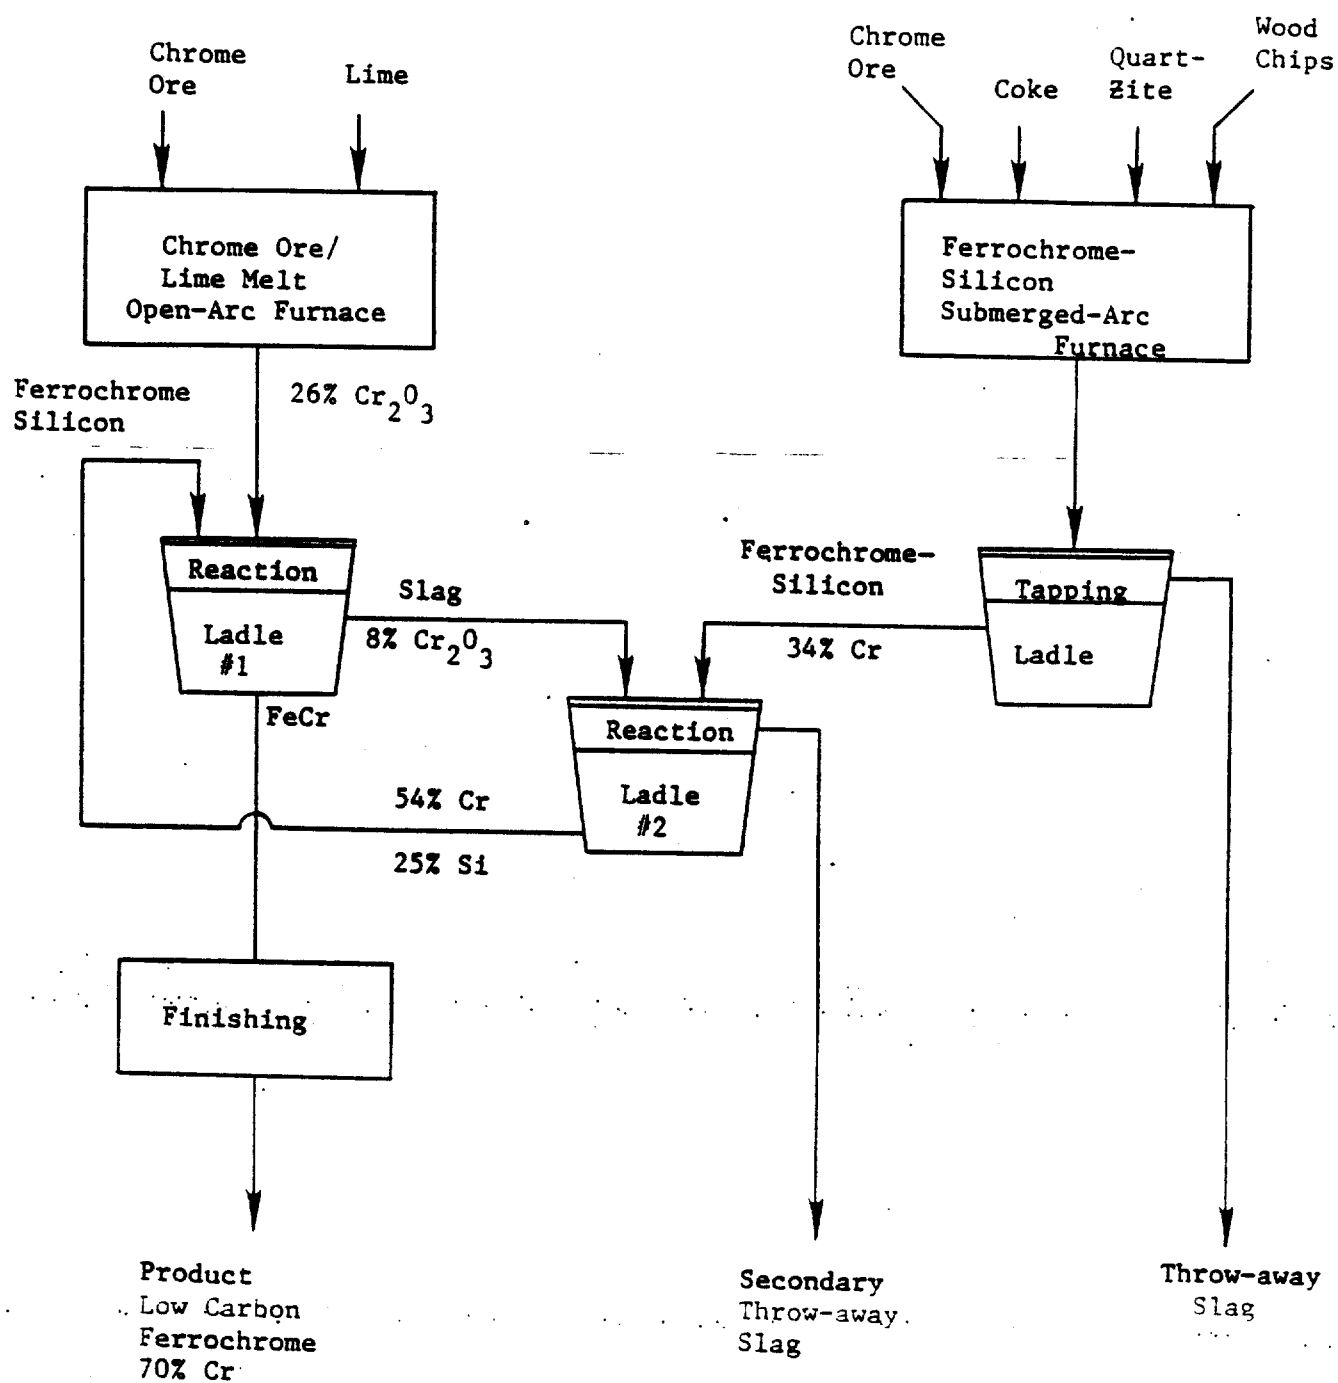 Chrome
Ore
Lime
Chrome
Ore
Coke
Quart-
zite
Wood
Chips
Chrome Ore/
Lime Melt
Open-Arc Furnace
Ferrochrome-
Silicon
Submerged-Arc
Furnace
Ferrochrome
Silicon
26% Cr₂O₃
Reaction
Ladle
#1
Slag
8% Cr₂O₃
Ferrochrome-
Silicon
34% Cr
Tapping
Ladle
FeCr
Reaction
Ladle
#2
54% Cr
25% Si
Finishing
Product
Low Carbon
Ferrochrome
70% Cr
Secondary
Throw-away
Slag
Throw-away
Slag